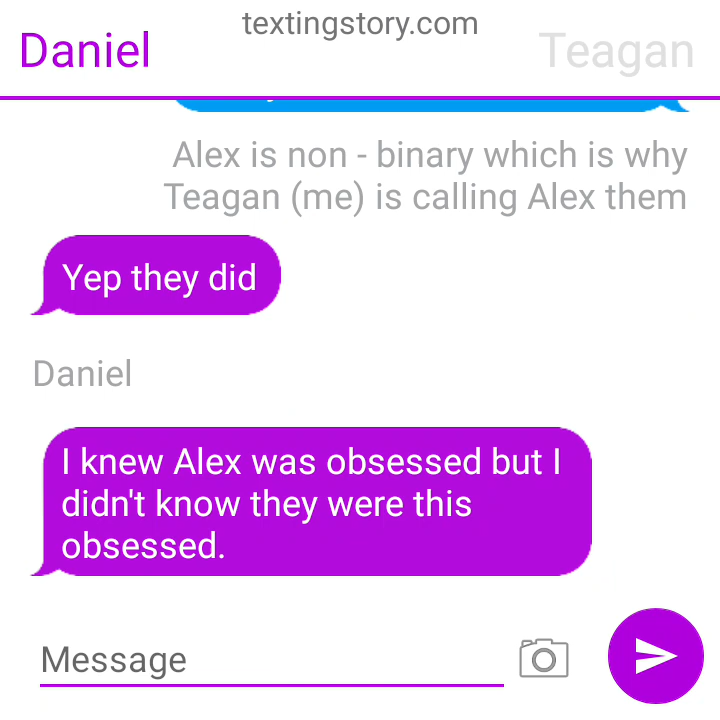 textingstory.com
Daniel
Teagan
Alex is non - binary which is why
Teagan (me) is calling Alex them
Yep they did
Daniel
I knew Alex was obsessed but I
didn't know they were this
obsessed.
Message